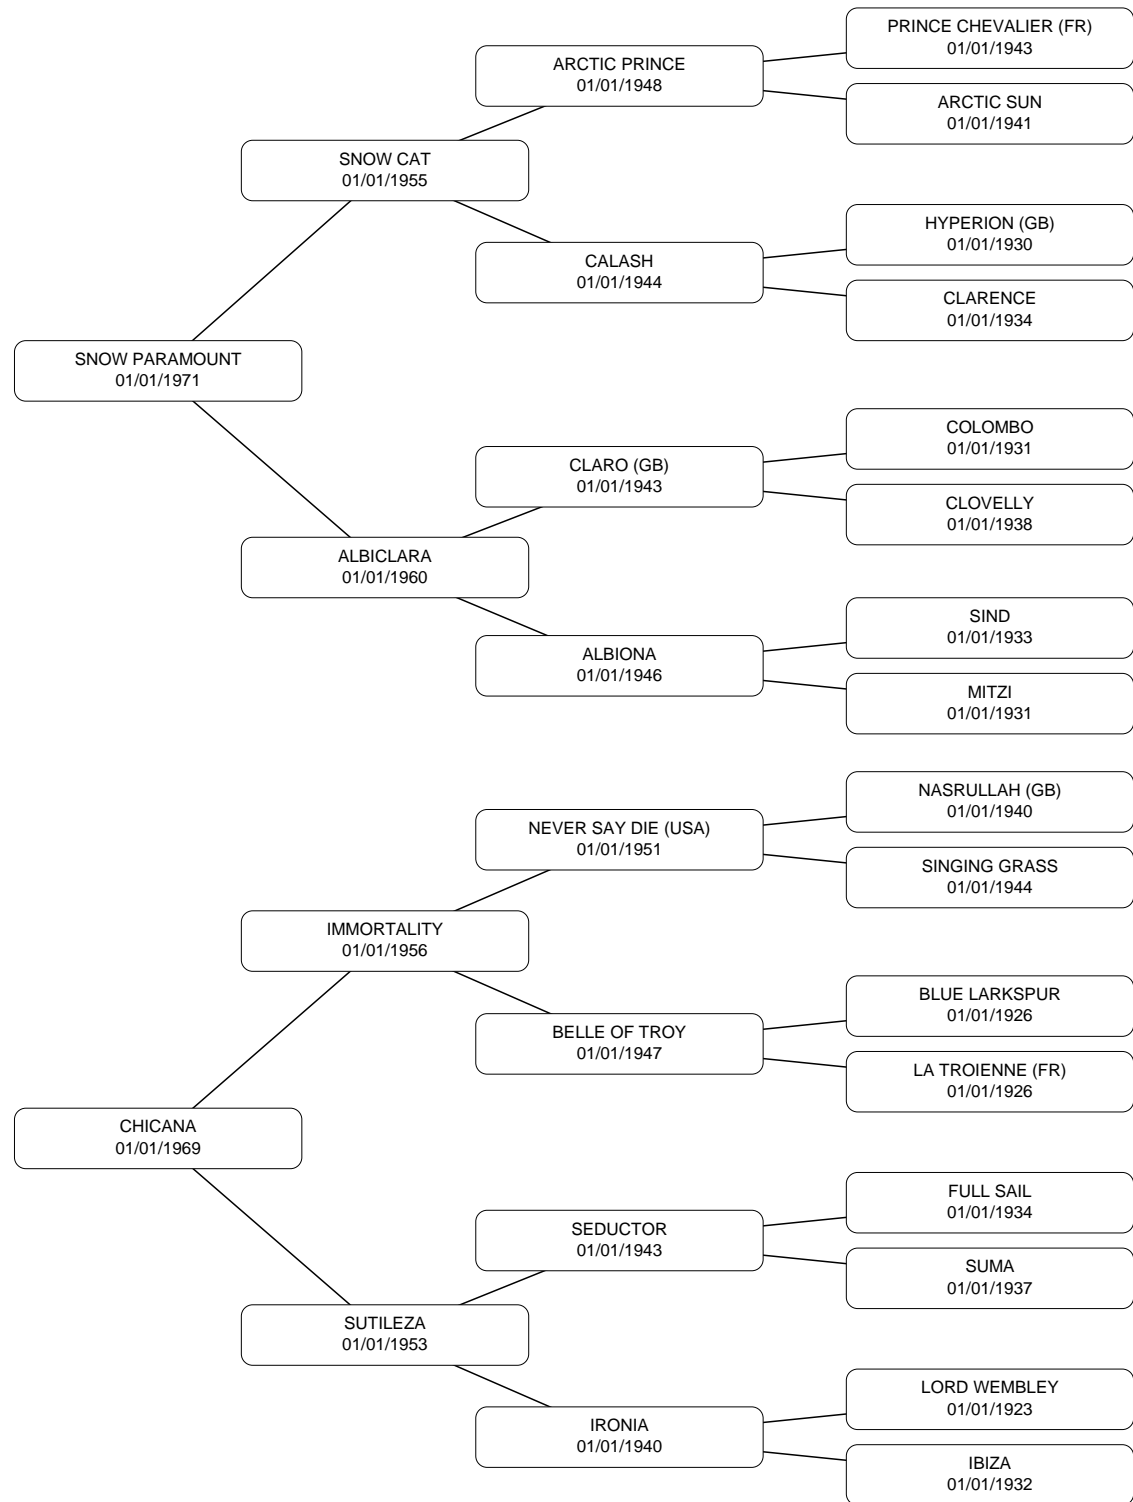 PRINCE CHEVALIER (FR)
01/01/1943
ARCTIC PRINCE
01/01/1948
ARCTIC SUN
01/01/1941
SNOW CAT
01/01/1955
HYPERION (GB)
01/01/1930
CALASH
01/01/1944
CLARENCE
01/01/1934
SNOW PARAMOUNT
01/01/1971
COLOMBO
01/01/1931
CLARO (GB)
01/01/1943
CLOVELLY
01/01/1938
ALBICLARA
01/01/1960
SIND
01/01/1933
ALBIONA
01/01/1946
MITZI
01/01/1931
NASRULLAH (GB)
01/01/1940
NEVER SAY DIE (USA)
01/01/1951
SINGING GRASS
01/01/1944
IMMORTALITY
01/01/1956
BLUE LARKSPUR
01/01/1926
BELLE OF TROY
01/01/1947
LA TROIENNE (FR)
01/01/1926
CHICANA
01/01/1969
FULL SAIL
01/01/1934
SEDUCTOR
01/01/1943
SUMA
01/01/1937
SUTILEZA
01/01/1953
LORD WEMBLEY
01/01/1923
IRONIA
01/01/1940
IBIZA
01/01/1932